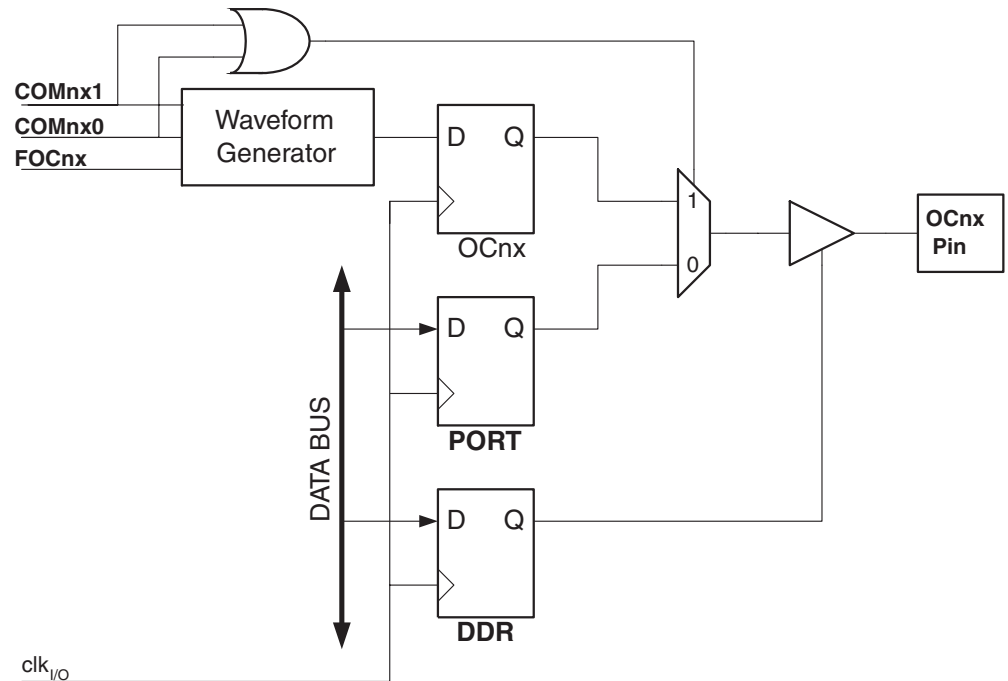 COMnx1
COMnx0
FOCnx
Waveform
Generator
D Q
OCnx
1
0
OCnx
Pin
D Q
PORT
DATA BUS
D Q
DDR
clkI/O